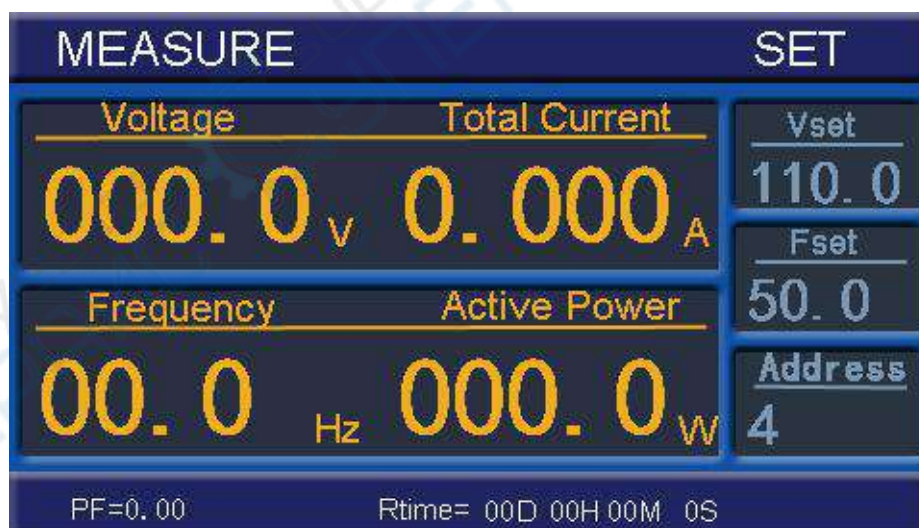 MEASURE SET
Voltage Total Current
000.0 V 0.000 A
Frequency Active Power
00.0 Hz 000.0 W
Vset
110.0
Fset
50.0
Address
4
PF=0.00 Rtime= 00D 00H 00M 0S